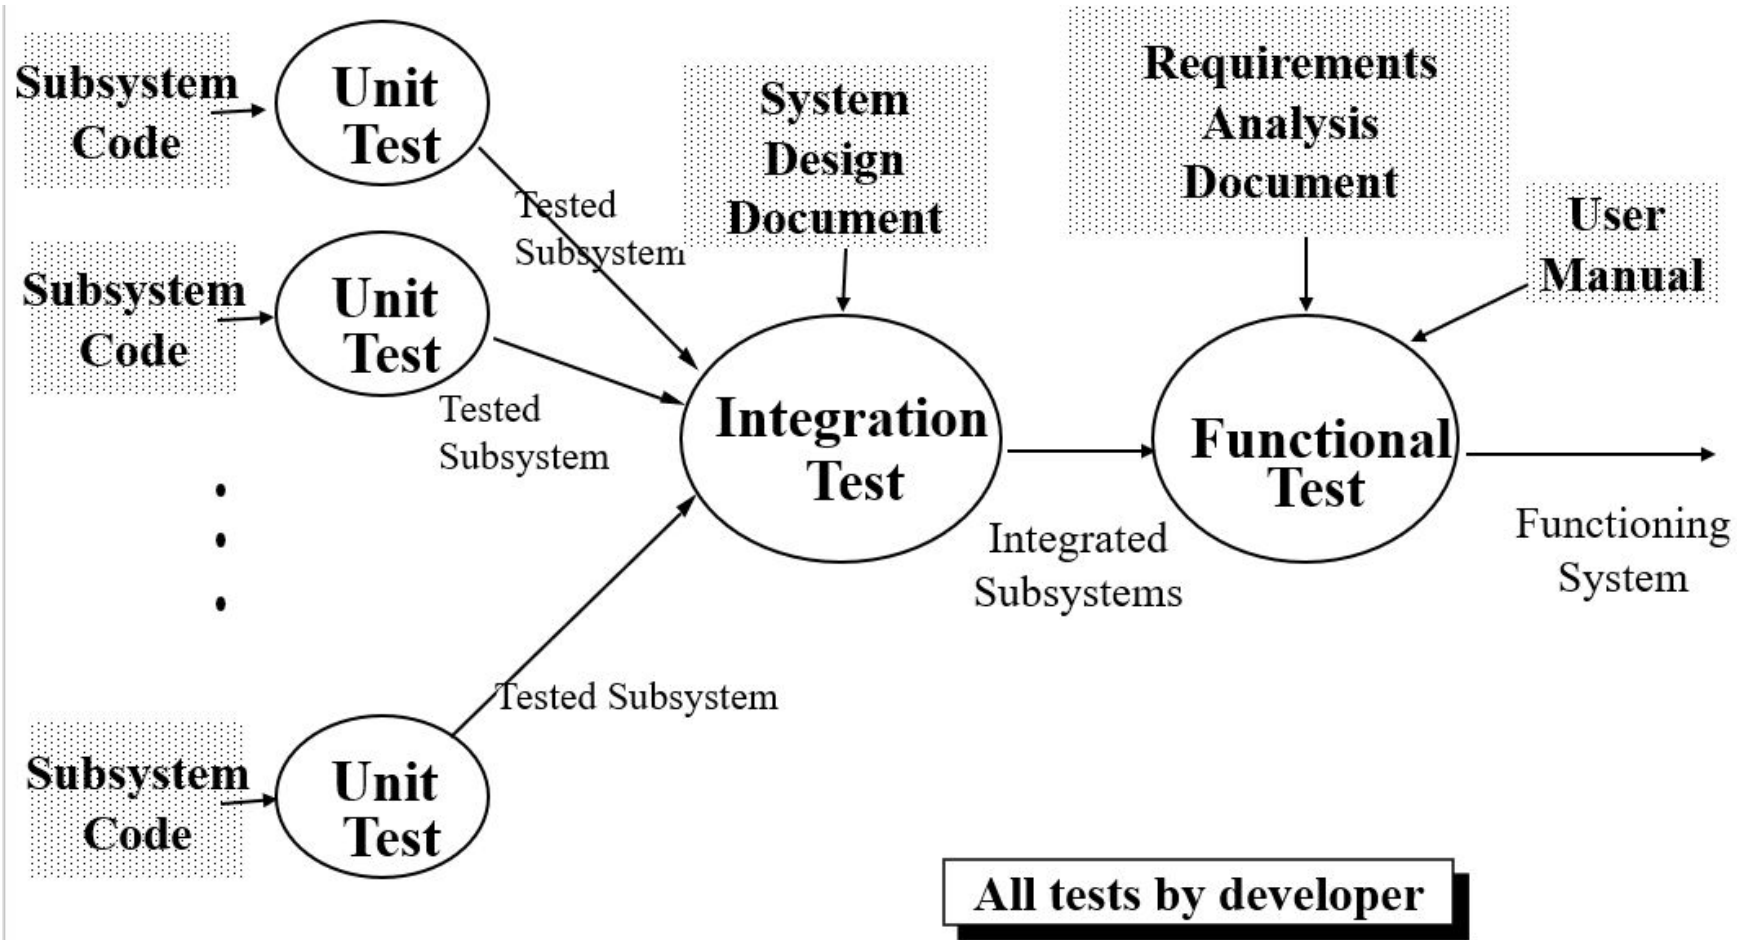 Subsystem
Code
Unit
Test
Tested
Subsystem
System
Design
Document
Requirements
Analysis
Document
User
Manual
Subsystem
Code
Unit
Test
Tested
Subsystem
Integration
Test
Functional
Test
Integrated
Subsystems
Functioning
System
Tested Subsystem
Subsystem
Code
Unit
Test
All tests by developer